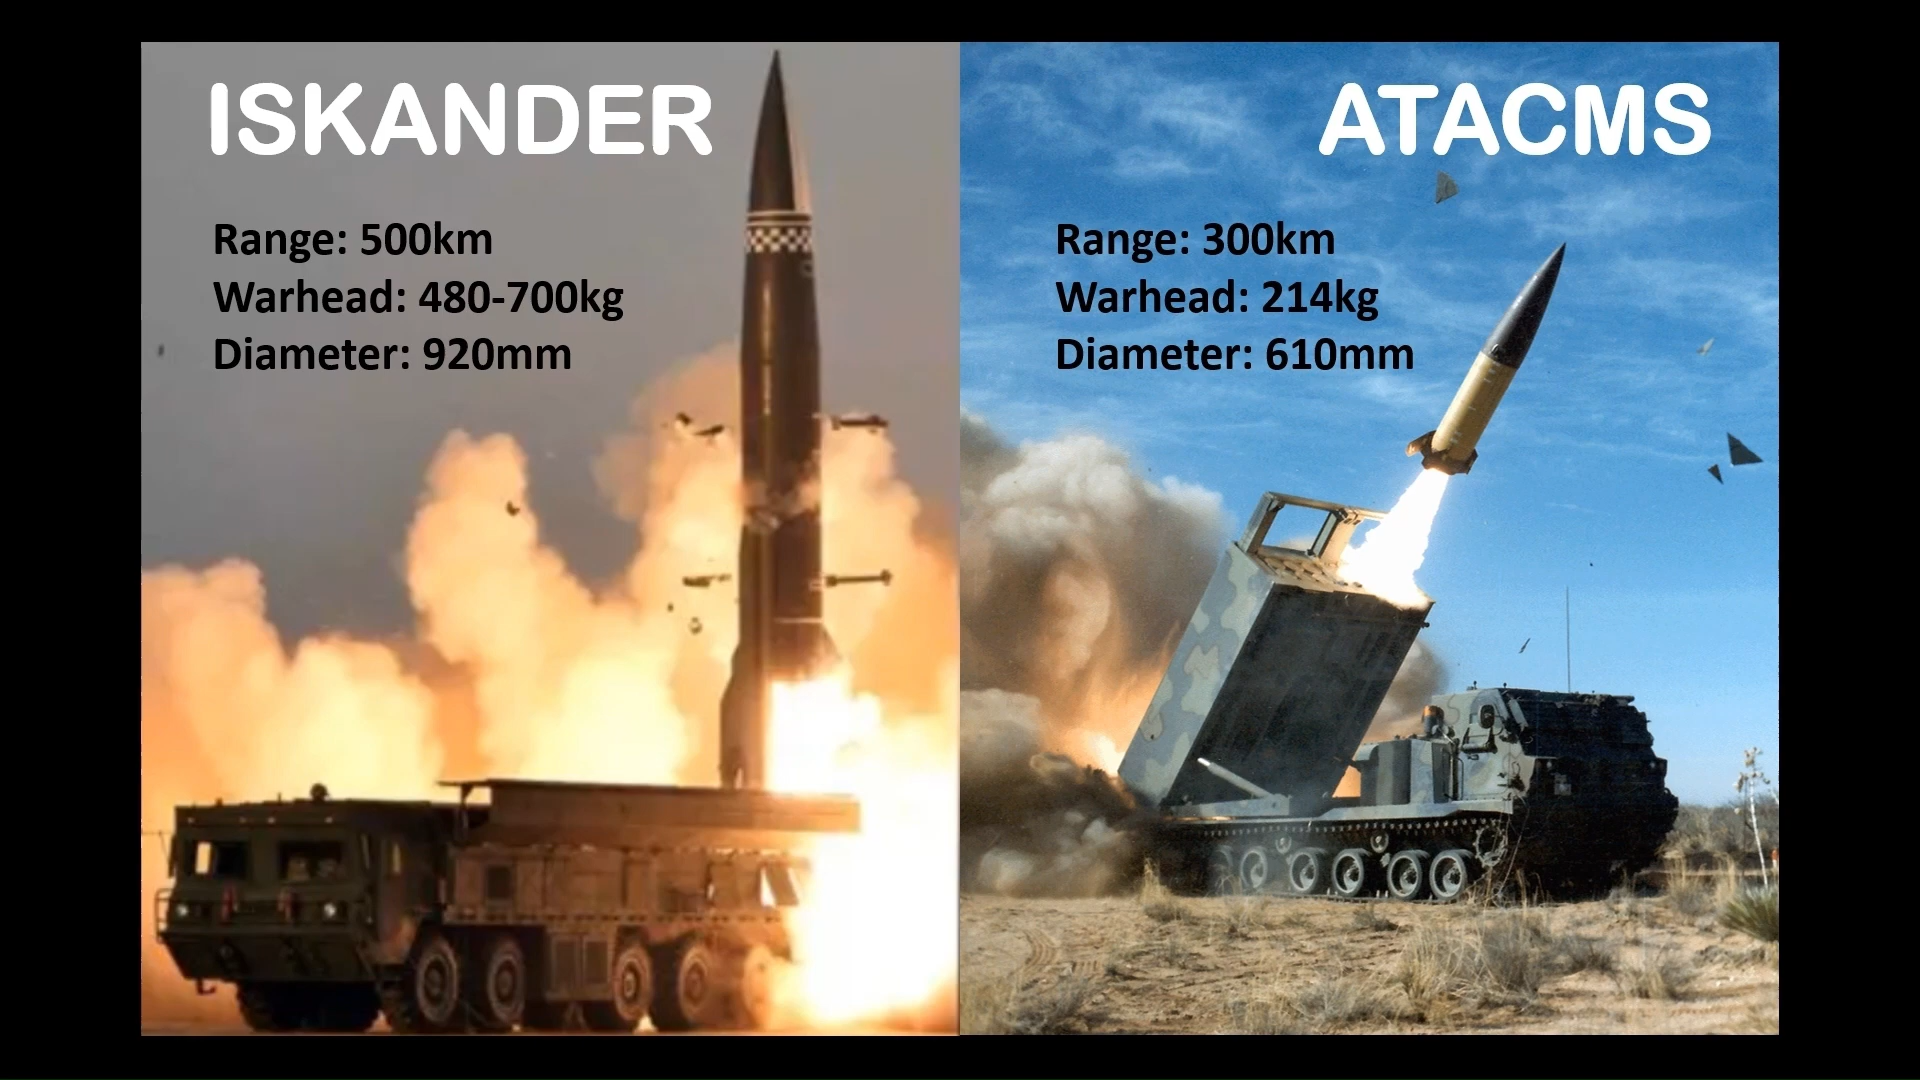 ISKANDER
Range: 500km
Warhead: 480-700kg
Diameter: 920mm
ATACMS
Range: 300km
Warhead: 214kg
Diameter: 610mm